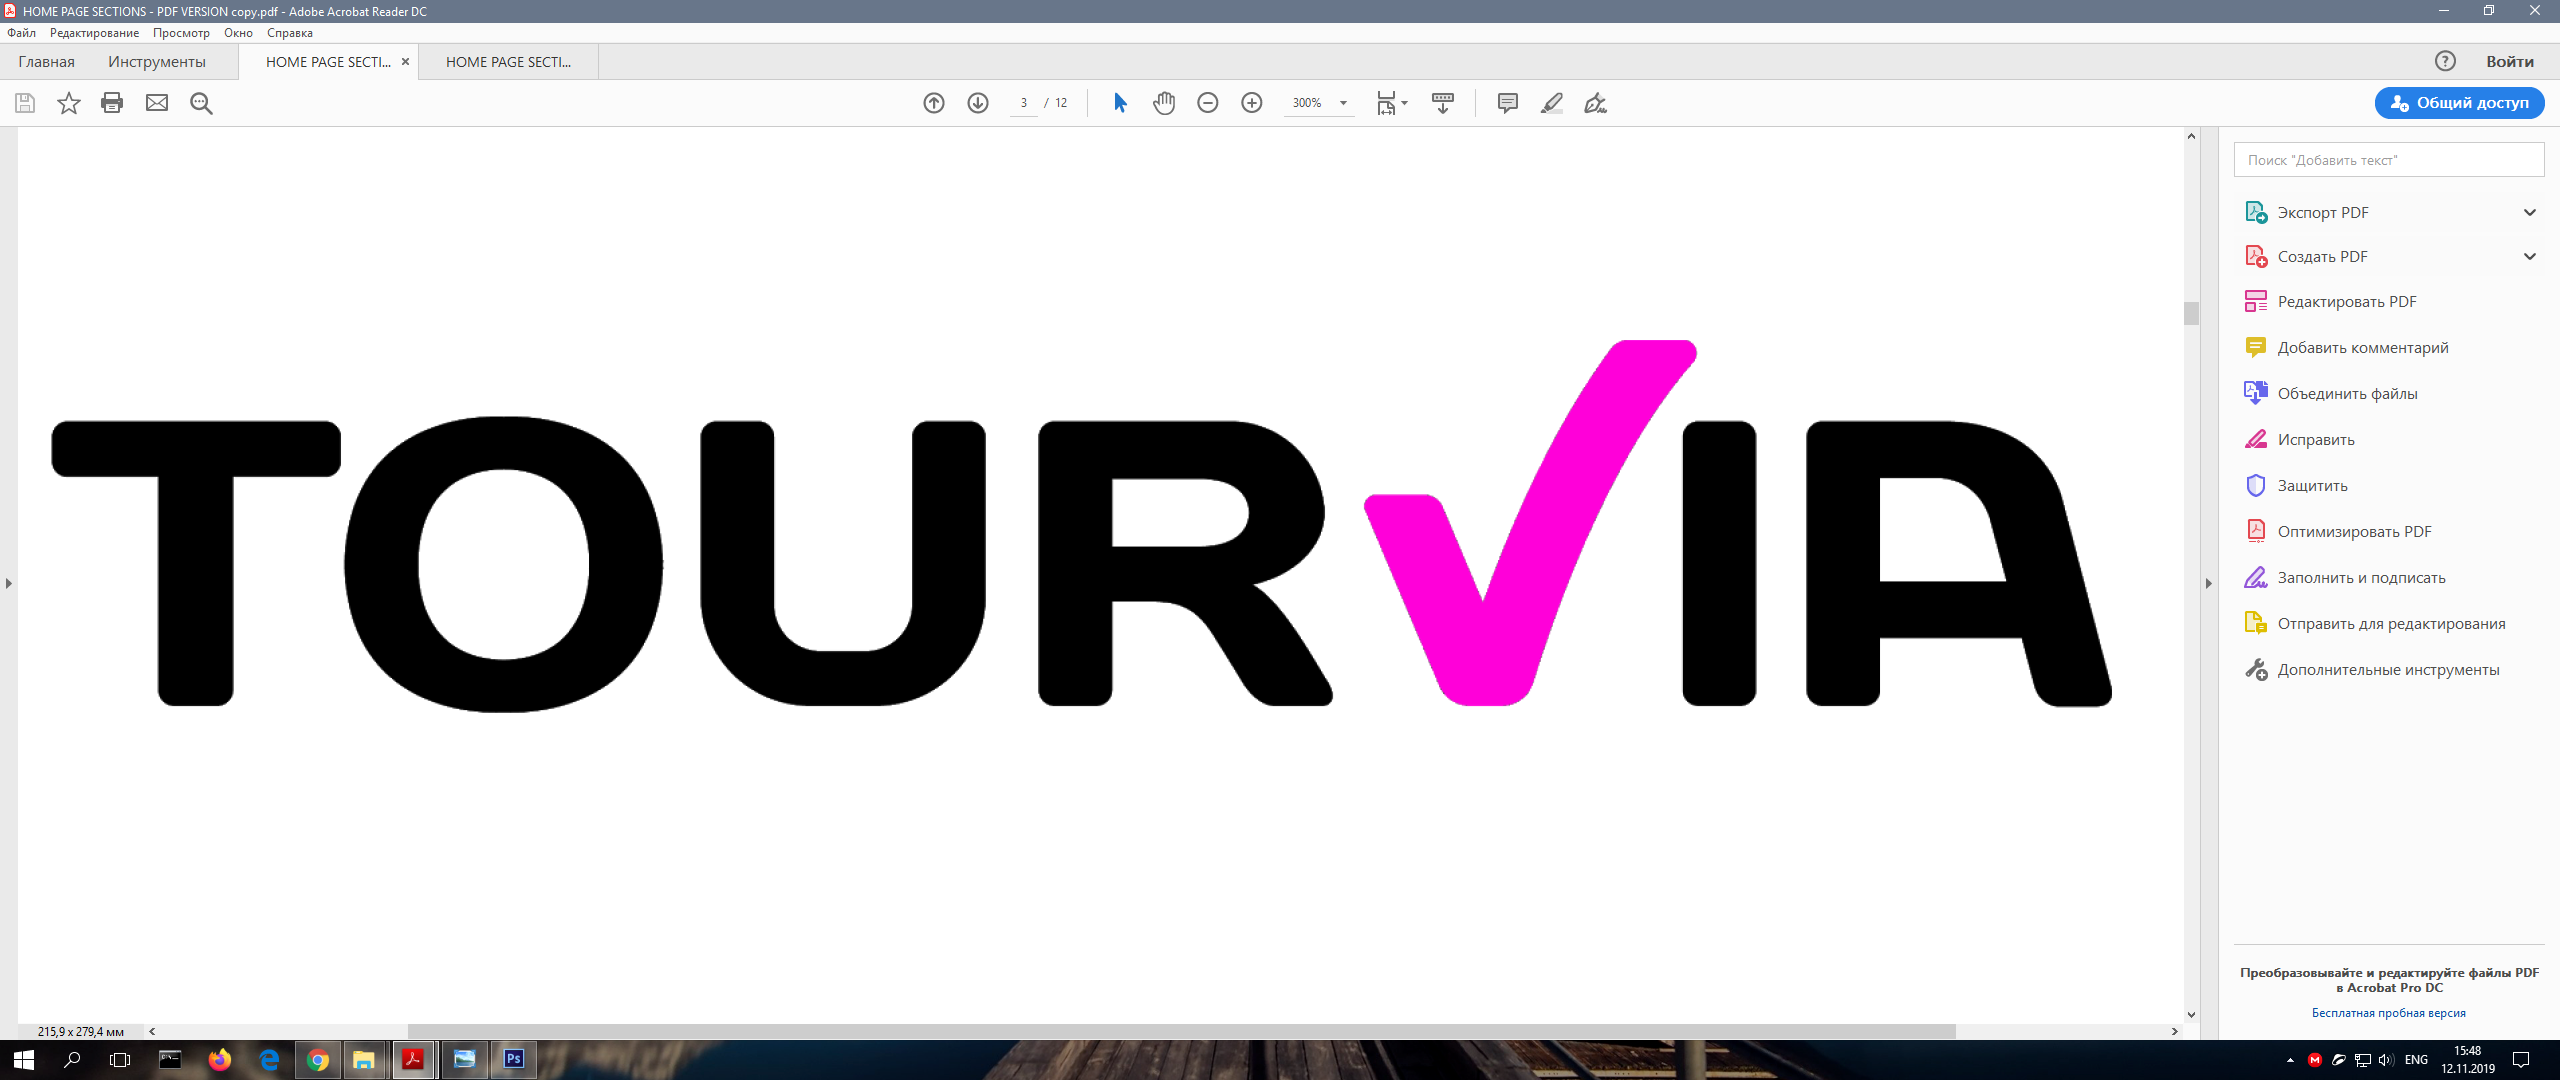 HOME PAGE SECTIONS - PDF VERSION copy.pdf - Adobe Acrobat Reader DC
Файл Редактирование Просмотр Окно Справка
Главная Инструменты HOME PAGE SECTI... HOME PAGE SECTI... Войти
3 / 12 300% Общий доступ
Поиск "Добавить текст"
Экспорт PDF
Создать PDF
Редактировать PDF
Добавить комментарий
Объединить файлы
Исправить
Защитить
Оптимизировать PDF
Заполнить и подписать
Отправить для редактирования
Дополнительные инструменты
TOURVIA
Преобразовывайте и редактируйте файлы PDF
в Acrobat Pro DC
Бесплатная пробная версия
215,9 x 279,4 мм
Ps
ENG
15:48
12.11.2019